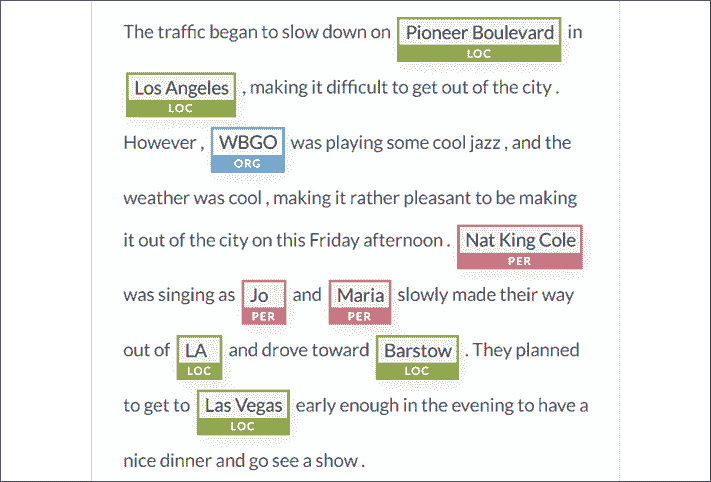 The traffic began to slow down on Pioneer Boulevard in
LOC
Los Angeles , making it difficult to get out of the city .
LOC
However , WBGO was playing some cool jazz , and the
ORG
weather was cool , making it rather pleasant to be making
it out of the city on this Friday afternoon . Nat King Cole
PER
was singing as Jo and Maria slowly made their way
PER PER
out of LA and drove toward Barstow . They planned
LOC LOC
to get to Las Vegas early enough in the evening to have a
LOC
nice dinner and go see a show .